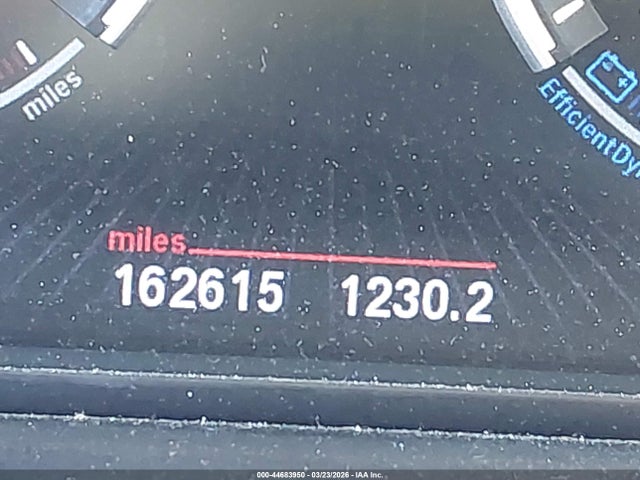 miles
EfficientDy
miles
162615 1230.2
000-44683950 - 03/23/2026 - IAA Inc.